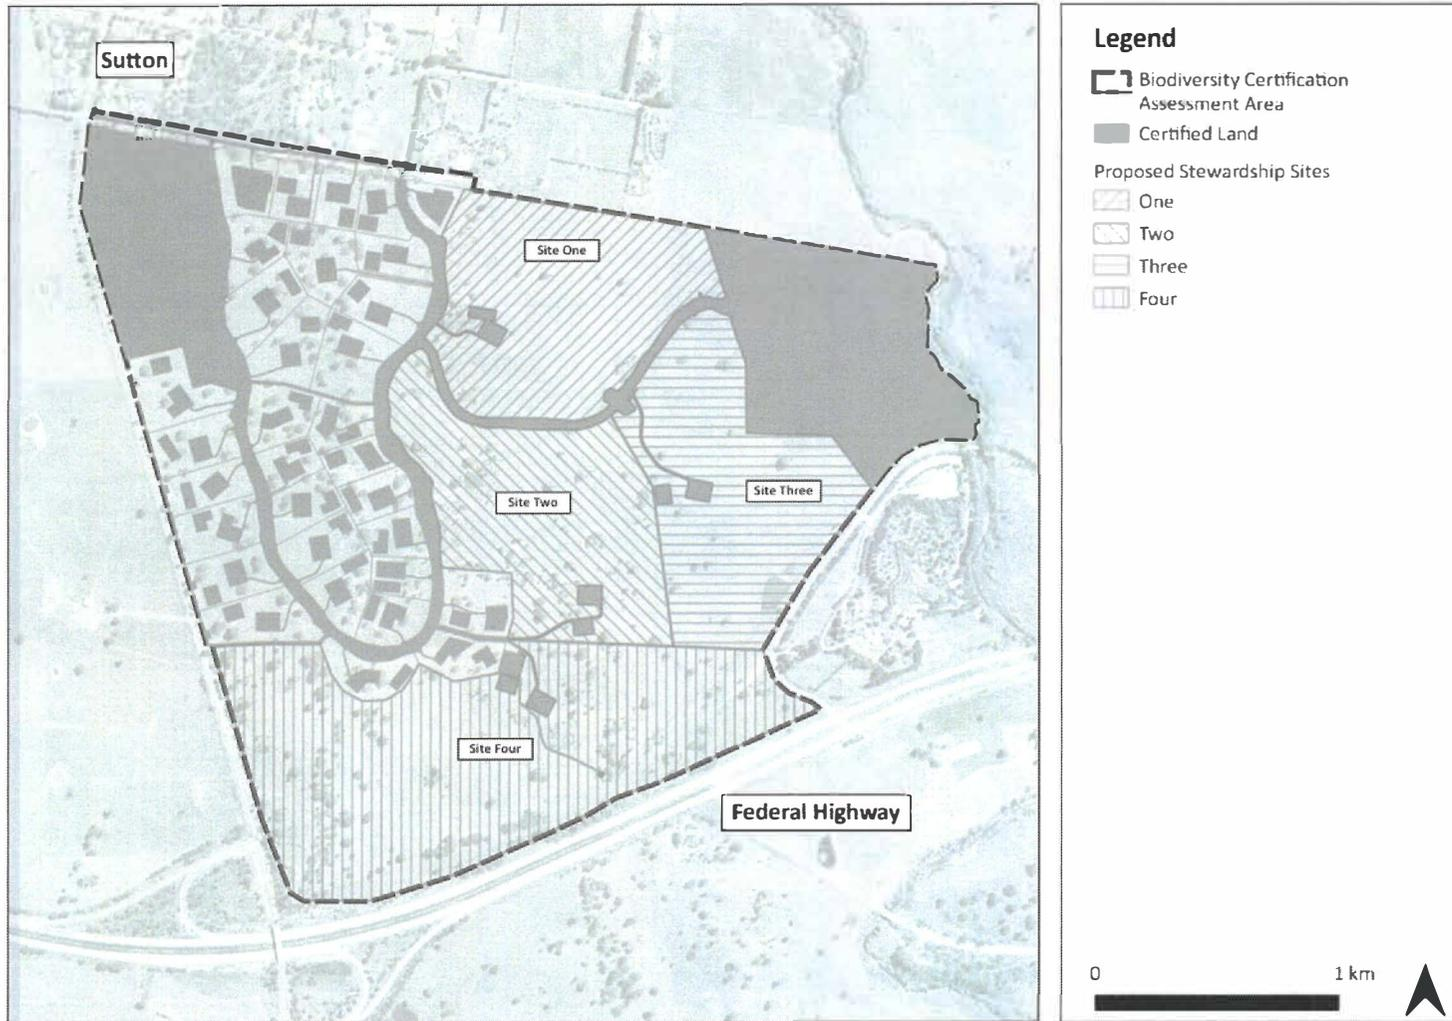 Sutton
Site One
Site Two
Site Three
Site Four
Federal Highway
Legend
Biodiversity Certification
Assessment Area
Certified Land
Proposed Stewardship Sites
One
Two
Three
Four
0 1 km